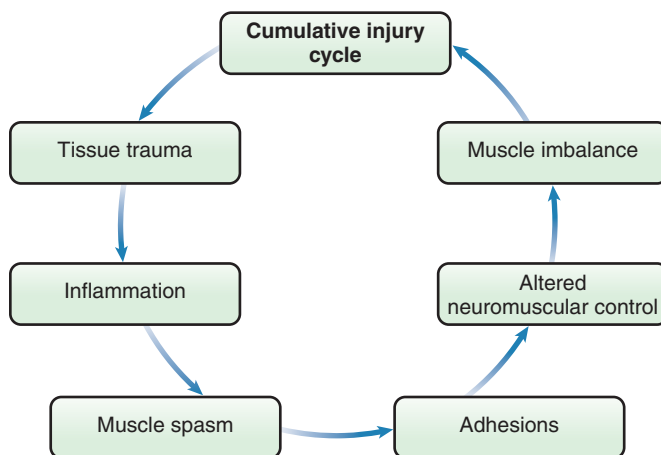 Cumulative injury
cycle
Tissue trauma
Inflammation
Muscle spasm
Adhesions
Altered
neuromuscular control
Muscle imbalance